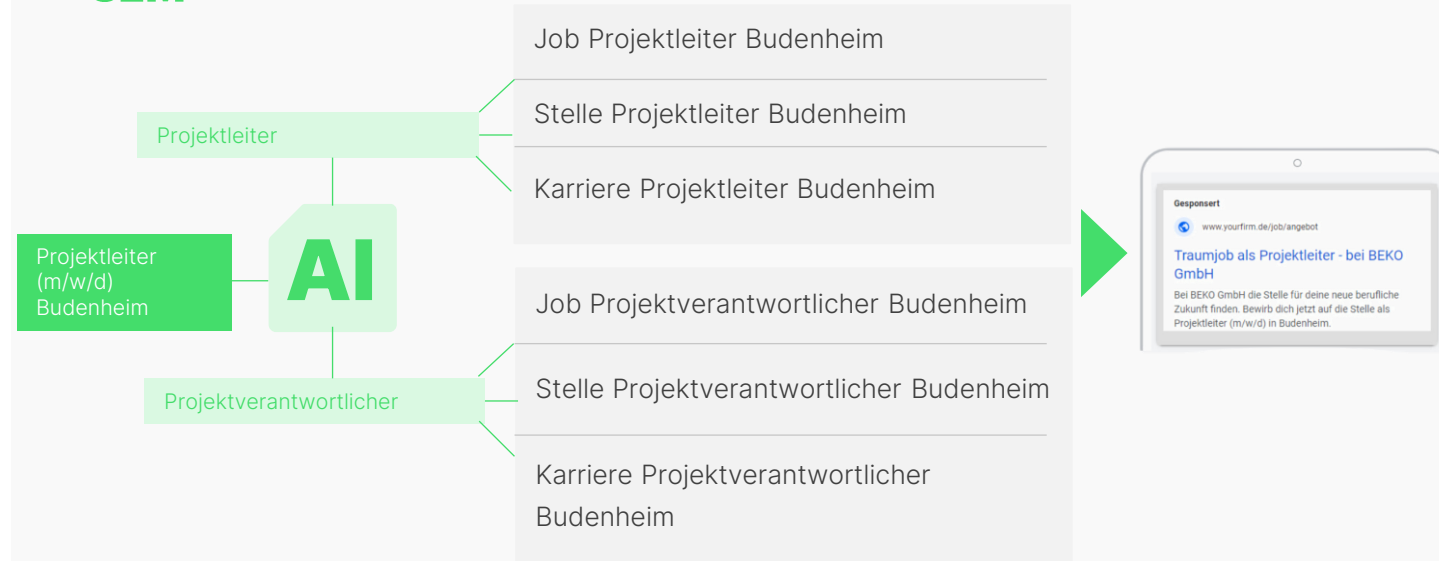 Job Projektleiter Budenheim
Stelle Projektleiter Budenheim
Karriere Projektleiter Budenheim
Projektleiter
Projektleiter
(m/w/d)
Budenheim
AI
Projektverantwortlicher
Job Projektverantwortlicher Budenheim
Stelle Projektverantwortlicher Budenheim
Karriere Projektverantwortlicher
Budenheim
Gesponsert
www.yourfirm.de/job/angebot
Traumjob als Projektleiter - bei BEKO
GmbH
Bei BEKO GmbH die Stelle für deine neue berufliche
Zukunft finden. Bewirb dich jetzt auf die Stelle als
Projektleiter (m/w/d) in Budenheim.